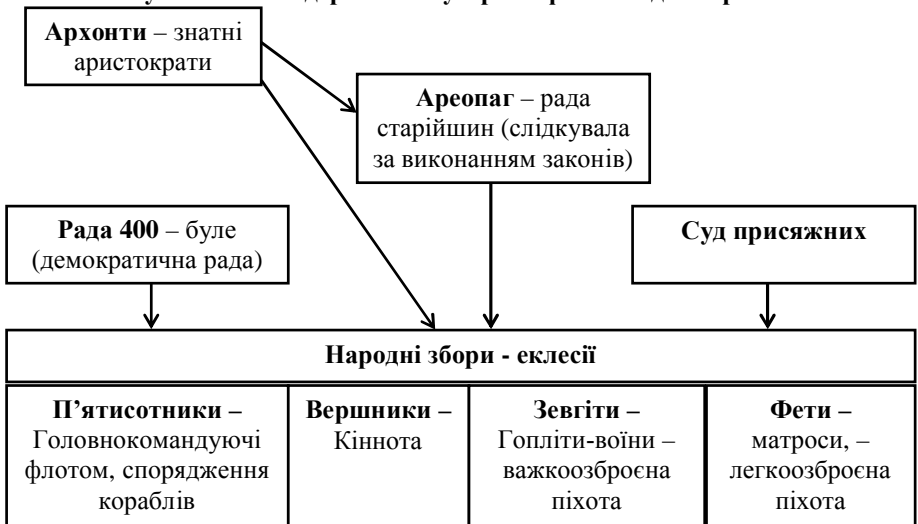 Архонти – знатні
аристократи
Ареопаг – рада
старійшин (слідкувала
за виконанням законів)
Рада 400 – буле
(демократична рада)
Суд присяжних
Народні збори - еклесії
П’ятисотники –
Головнокомандуючі
флотом, спорядження
кораблів
Вершники –
Кіннота
Зевгіти –
Гопліти-воїни –
важкоозброєна
піхота
Фети –
матроси, –
легкоозброєна
піхота